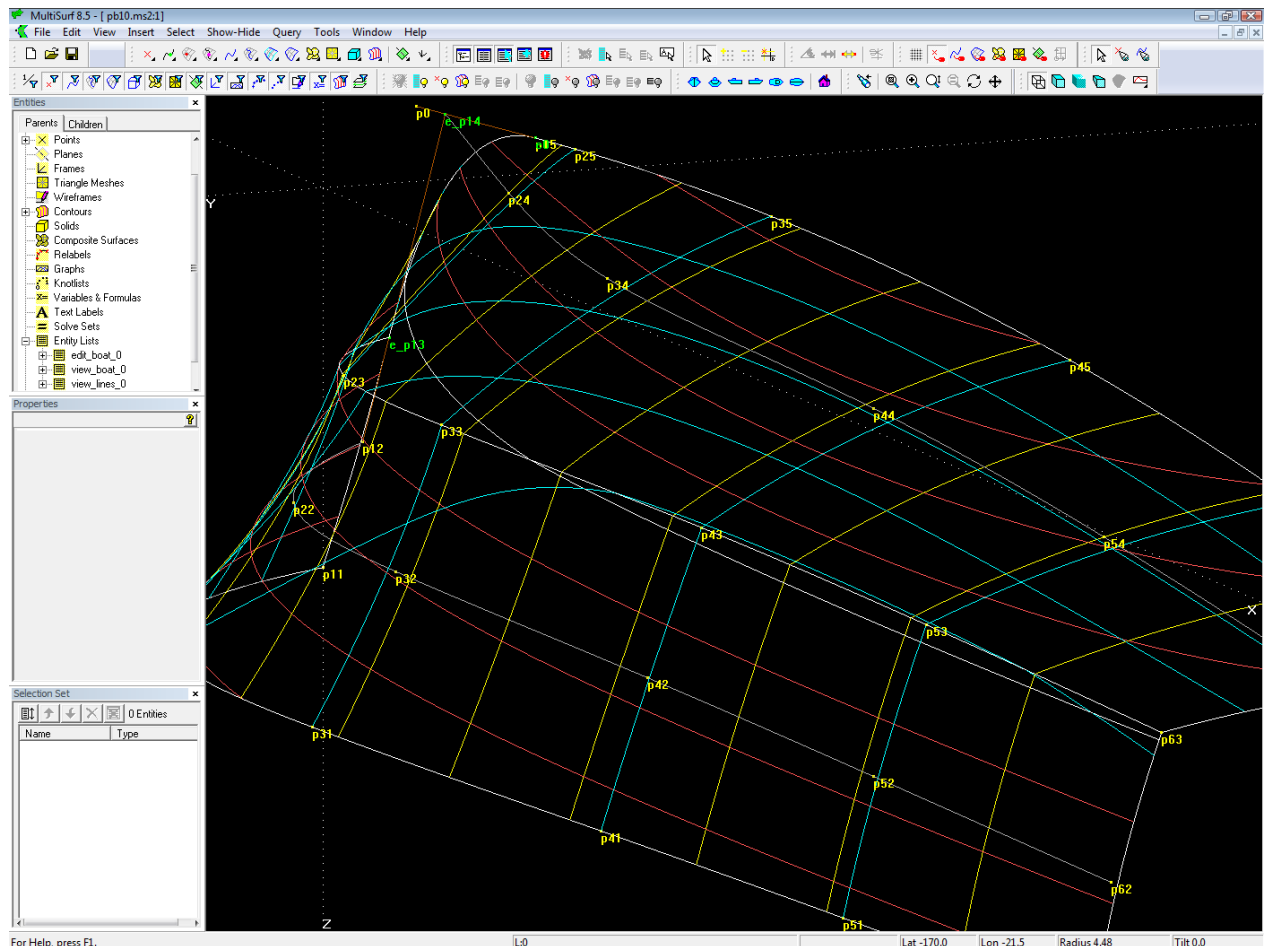 MultiSurf 8.5 - [ pb10.ms2:1]
File Edit View Insert Select Show-Hide Query Tools Window Help
Entities
Parents Children
Points
Planes
Frames
Triangle Meshes
Wireframes
Contours
Solids
Composite Surfaces
Relabels
Graphs
Knotlists
Variables & Formulas
Text Labels
Solve Sets
Entity Lists
edit_boat_0
view_boat_0
view_lines_0
Properties
Selection Set
0 Entities
Name Type
p0
c_p14
p25
p24
Y
p35
p34
c_p13
p45
p23
p44
p33
p12
p22
p43
p54
p11
p32
X
p53
p42
p31
p63
p52
p41
p62
Z
p51
For Help, press F1.
L:0
Lat -170.0 Lon -21.5 Radius 4.48 Tilt 0.0